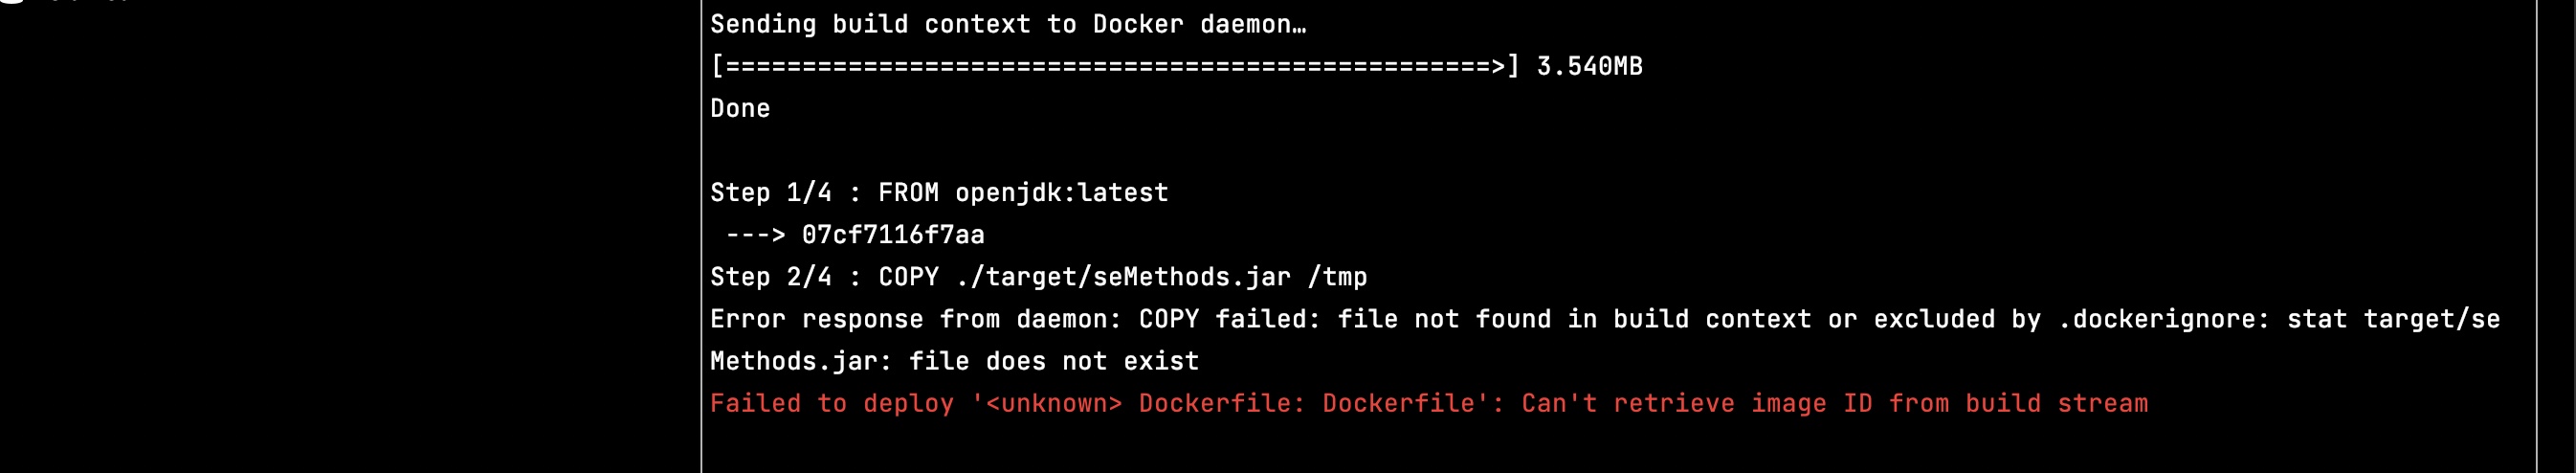 Sending build context to Docker daemon…
[==================================================>] 3.540MB
Done
Step 1/4 : FROM openjdk:latest
 ---> 07cf7116f7aa
Step 2/4 : COPY ./target/seMethods.jar /tmp
Error response from daemon: COPY failed: file not found in build context or excluded by .dockerignore: stat target/se
Methods.jar: file does not exist
Failed to deploy '<unknown> Dockerfile: Dockerfile': Can't retrieve image ID from build stream